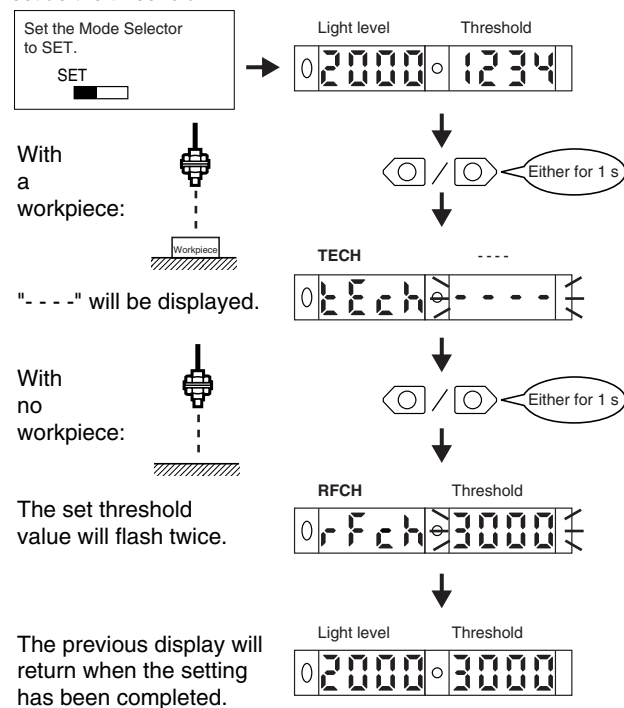 Set the Mode Selector
to SET.
SET
Light level Threshold
2000 1234
With
a
workpiece:
Workpiece
/ Either for 1 s
TECH - - - -
tEch - - - -
"- - - -" will be displayed.
With
no
workpiece:
/ Either for 1 s
The set threshold
value will flash twice.
RFCH Threshold
rFch 3000
The previous display will
return when the setting
has been completed.
Light level Threshold
2000 3000